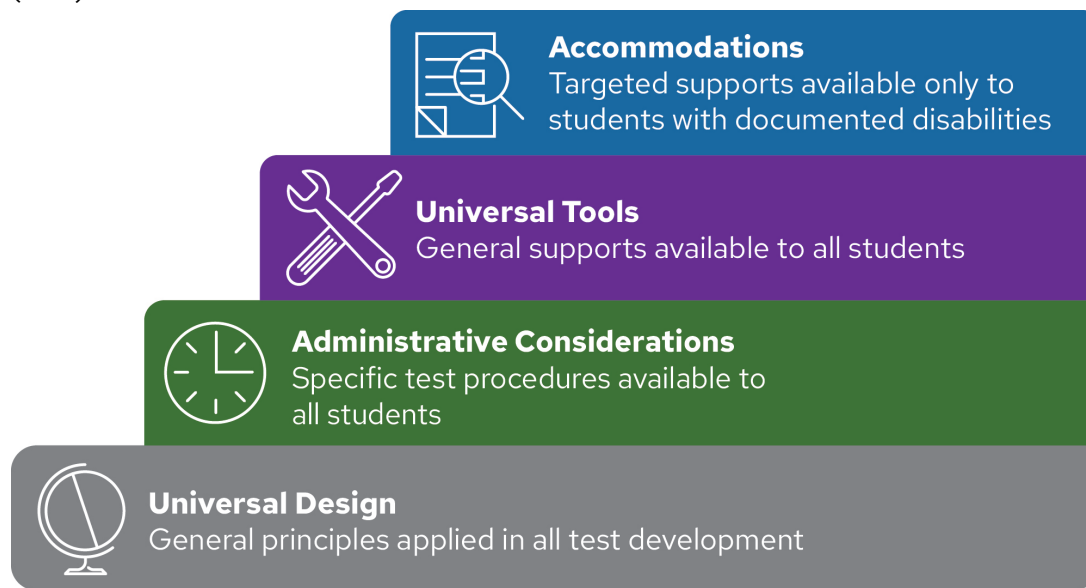 Accommodations
Targeted supports available only to
students with documented disabilities
Universal Tools
General supports available to all students
Administrative Considerations
Specific test procedures available to
all students
Universal Design
General principles applied in all test development